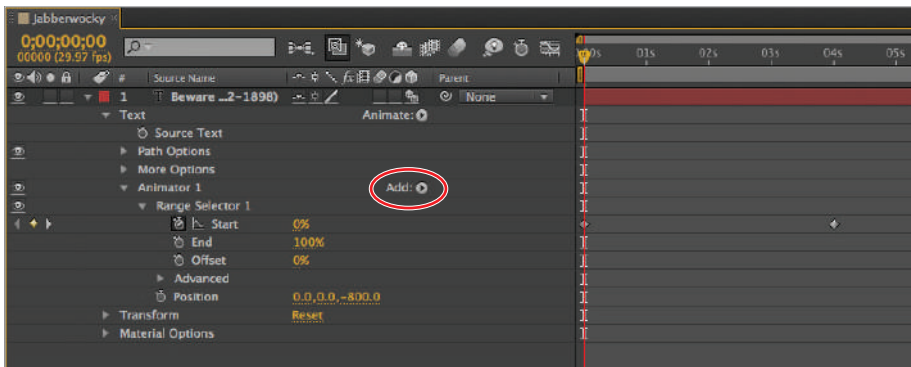 Jabberwocky
0;00;00;00
00000 (29.97 fps)
00s 01s 02s 03s 04s 05s
# Source Name Parent
1 T Beware ...2-1898) None
Text Animate:
Source Text
Path Options
More Options
Animator 1 Add:
Range Selector 1
Start 0%
End 100%
Offset 0%
Advanced
Position 0.0,0.0,-800.0
Transform Reset
Material Options